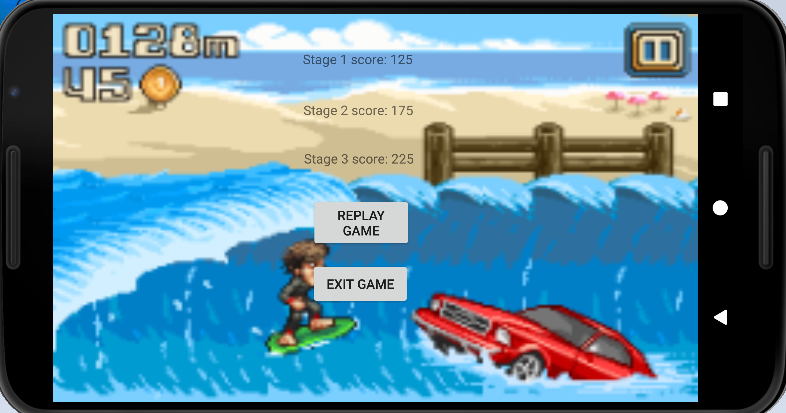 0128m
45
Stage 1 score: 125
Stage 2 score: 175
Stage 3 score: 225
REPLAY
GAME
EXIT GAME